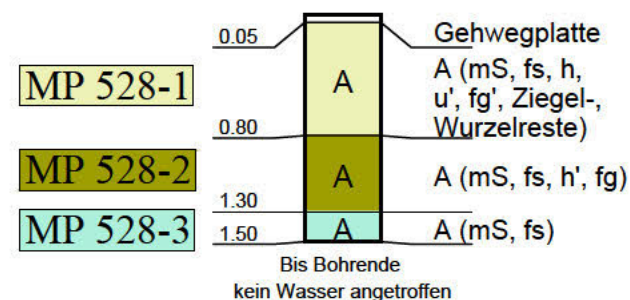 0.05
Gehwegplatte
MP 528-1
A
A (mS, fs, h,
u', fg', Ziegel-,
Wurzelreste)
0.80
MP 528-2
A
A (mS, fs, h', fg)
1.30
MP 528-3
A
A (mS, fs)
1.50
Bis Bohrende
kein Wasser angetroffen